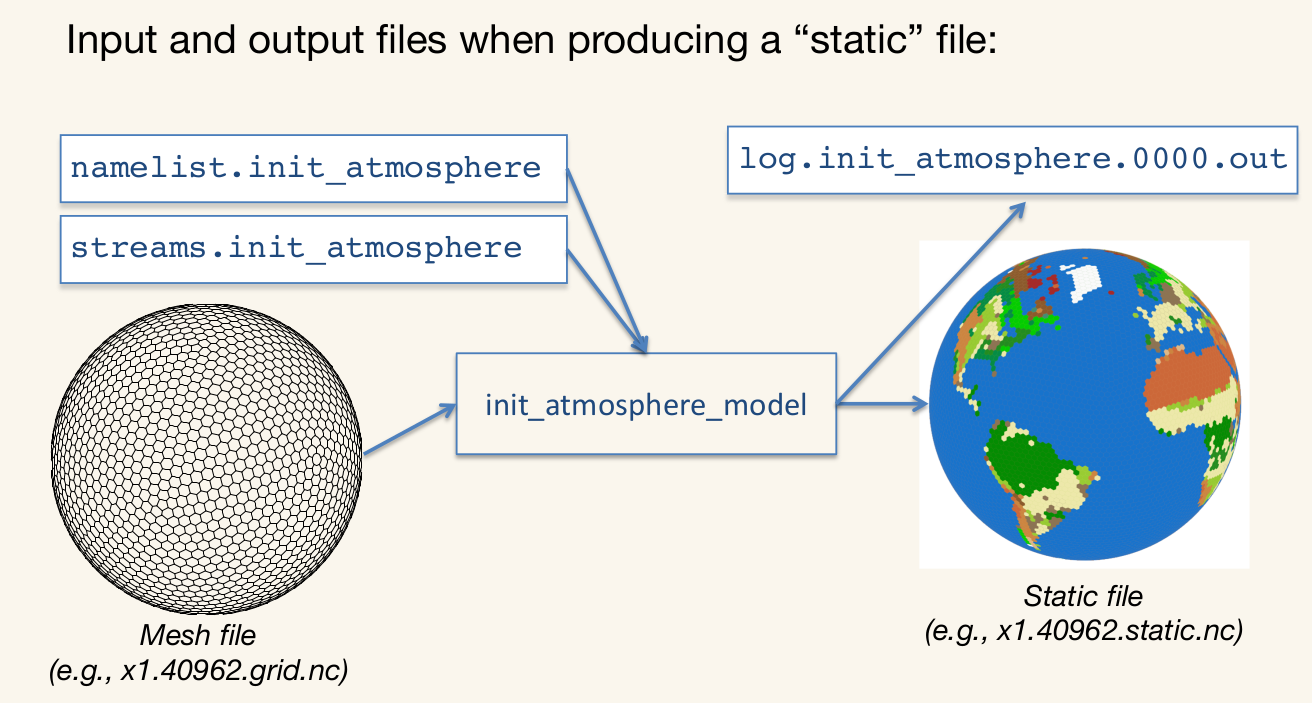 Input and output files when producing a “static” file:
namelist.init_atmosphere
streams.init_atmosphere
log.init_atmosphere.0000.out
init_atmosphere_model
Mesh file
(e.g., x1.40962.grid.nc)
Static file
(e.g., x1.40962.static.nc)